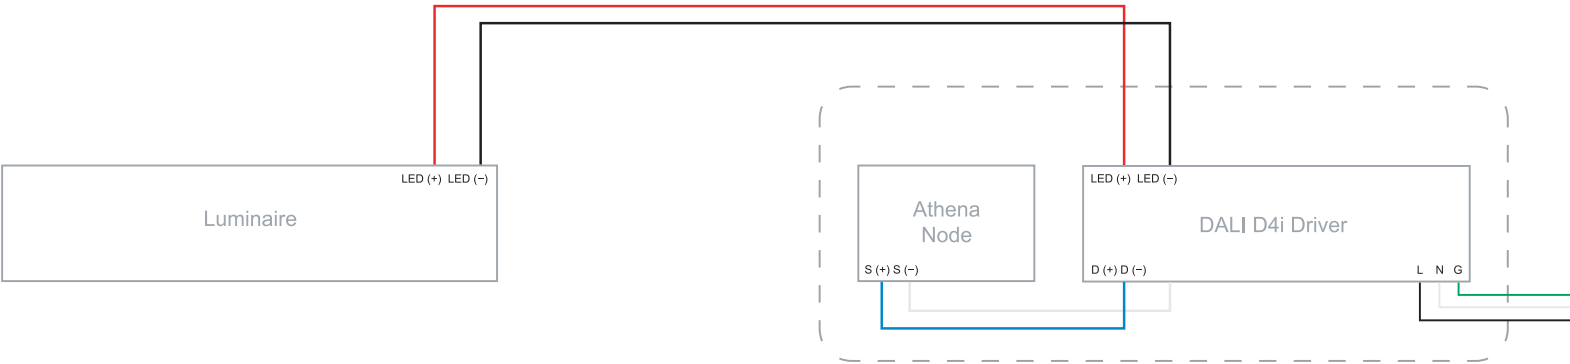 LED (+) LED (−)
Luminaire
Athena
Node
S (+) S (−)
LED (+) LED (−)
DALI D4i Driver
D (+) D (−)
L N G